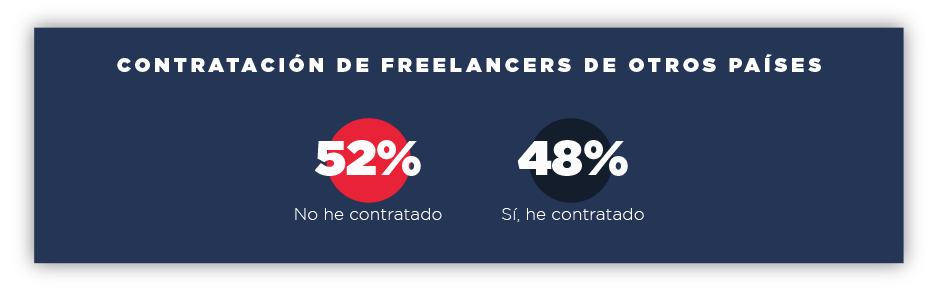 CONTRATACIÓN DE FREELANCERS DE OTROS PAÍSES
52% 48%
No he contratado Sí, he contratado